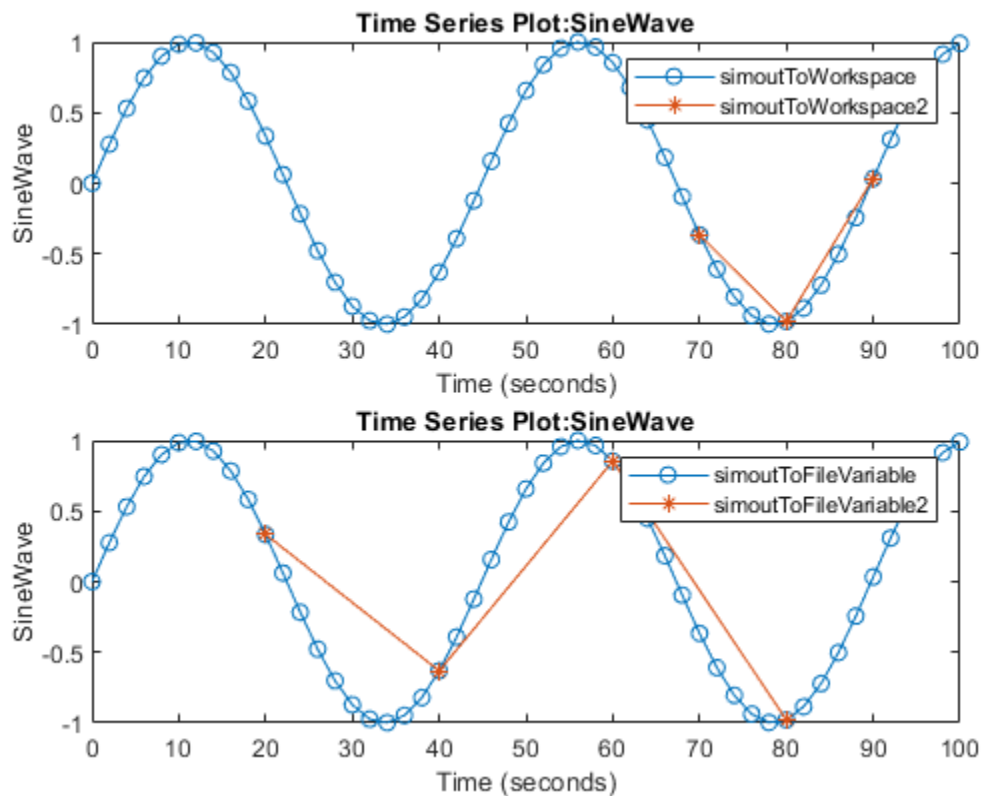 Time Series Plot:SineWave
1
0.5
0
-0.5
-1
SineWave
simoutToWorkspace
simoutToWorkspace2
0 10 20 30 40 50 60 70 80 90 100
Time (seconds)
Time Series Plot:SineWave
1
0.5
0
-0.5
-1
SineWave
simoutToFileVariable
simoutToFileVariable2
0 10 20 30 40 50 60 70 80 90 100
Time (seconds)